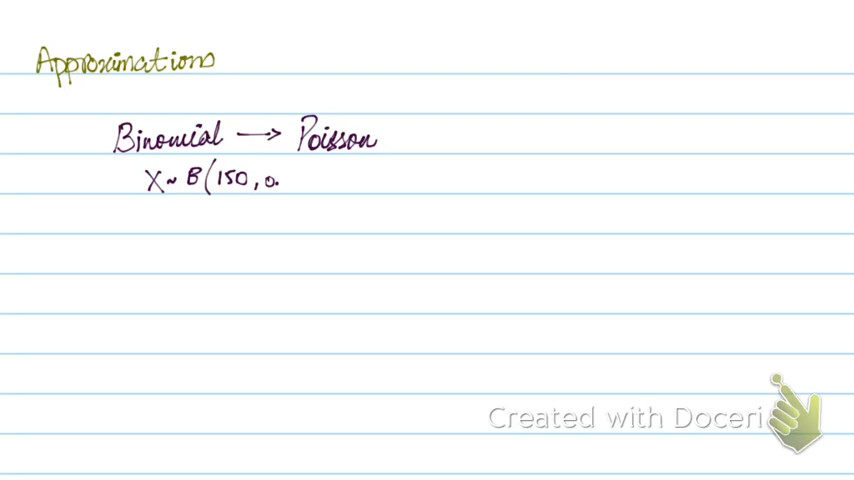 Approximations
Binomial → Poisson
X ~ B(150, 0.
Created with Doceri